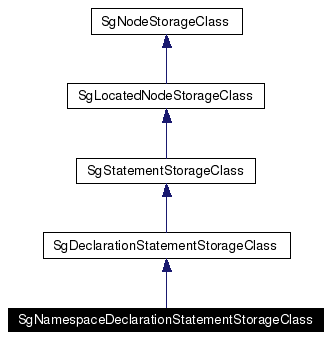 SgNodeStorageClass
SgLocatedNodeStorageClass
SgStatementStorageClass
SgDeclarationStatementStorageClass
SgNamespaceDeclarationStatementStorageClass